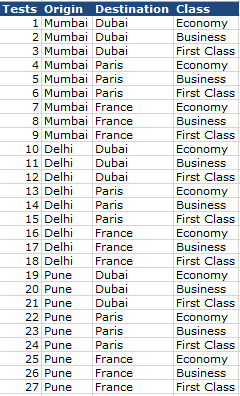 Tests Origin Destination Class
1 Mumbai Dubai Economy
2 Mumbai Dubai Business
3 Mumbai Dubai First Class
4 Mumbai Paris Economy
5 Mumbai Paris Business
6 Mumbai Paris First Class
7 Mumbai France Economy
8 Mumbai France Business
9 Mumbai France First Class
10 Delhi Dubai Economy
11 Delhi Dubai Business
12 Delhi Dubai First Class
13 Delhi Paris Economy
14 Delhi Paris Business
15 Delhi Paris First Class
16 Delhi France Economy
17 Delhi France Business
18 Delhi France First Class
19 Pune Dubai Economy
20 Pune Dubai Business
21 Pune Dubai First Class
22 Pune Paris Economy
23 Pune Paris Business
24 Pune Paris First Class
25 Pune France Economy
26 Pune France Business
27 Pune France First Class